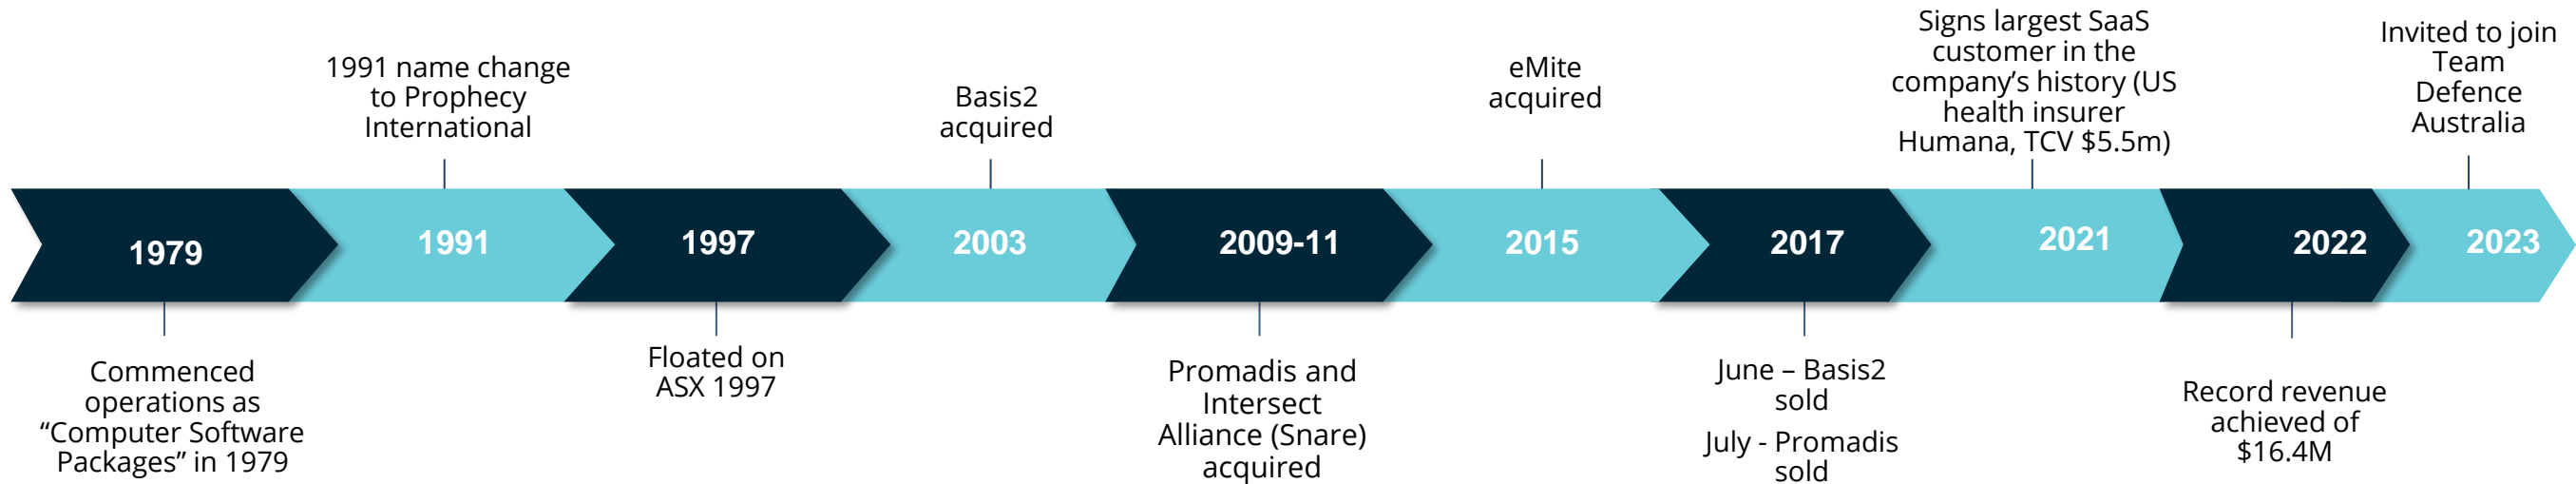 1991 name change
to Prophecy
International
Basis2
acquired
eMite
acquired
Signs largest SaaS
customer in the
company’s history (US
health insurer
Humana, TCV $5.5m)
Invited to join
Team
Defence
Australia
1979
1991
1997
2003
2009-11
2015
2017
2021
2022
2023
Commenced
operations as
“Computer Software
Packages” in 1979
Floated on
ASX 1997
Promadis and
Intersect
Alliance (Snare)
acquired
June – Basis2
sold
July - Promadis
sold
Record revenue
achieved of
$16.4M